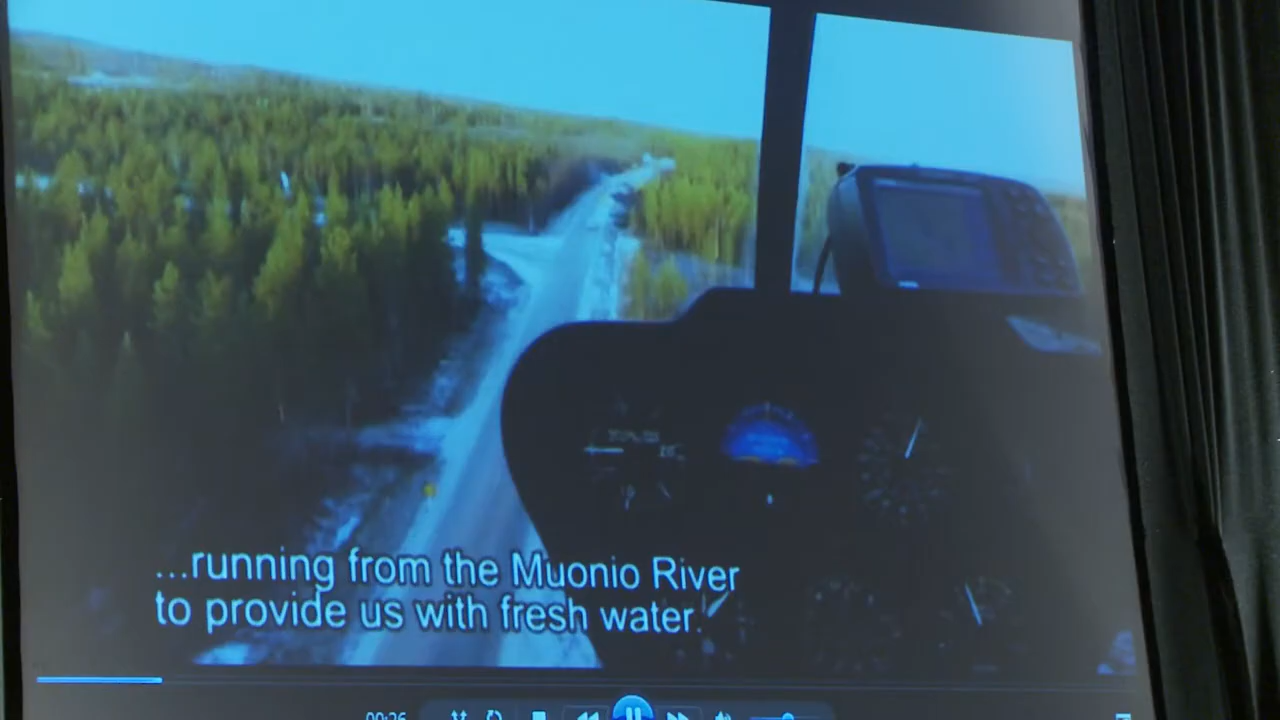 ...running from the Muonio River
to provide us with fresh water.
00:26